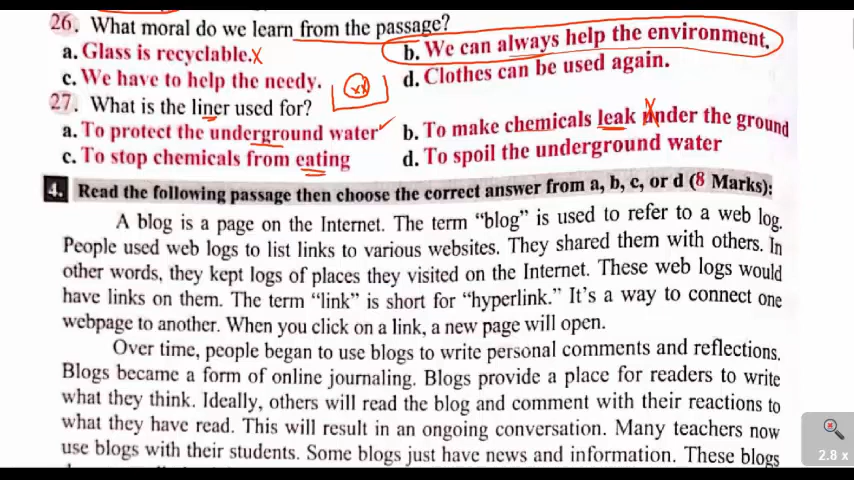 26. What moral do we learn from the passage?
a. Glass is recyclable.x
b. We can always help the environment.
c. We have to help the needy.
d. Clothes can be used again.
27. What is the liner used for?
a. To protect the underground water
b. To make chemicals leak under the ground
c. To stop chemicals from eating
d. To spoil the underground water
4. Read the following passage then choose the correct answer from a, b, c, or d (8 Marks):
A blog is a page on the Internet. The term “blog” is used to refer to a web log.
People used web logs to list links to various websites. They shared them with others. In
other words, they kept logs of places they visited on the Internet. These web logs would
have links on them. The term “link” is short for “hyperlink.” It’s a way to connect one
webpage to another. When you click on a link, a new page will open.
Over time, people began to use blogs to write personal comments and reflections.
Blogs became a form of online journaling. Blogs provide a place for readers to write
what they think. Ideally, others will read the blog and comment with their reactions to
what they have read. This will result in an ongoing conversation. Many teachers now
use blogs with their students. Some blogs just have news and information. These blogs
2.8 x